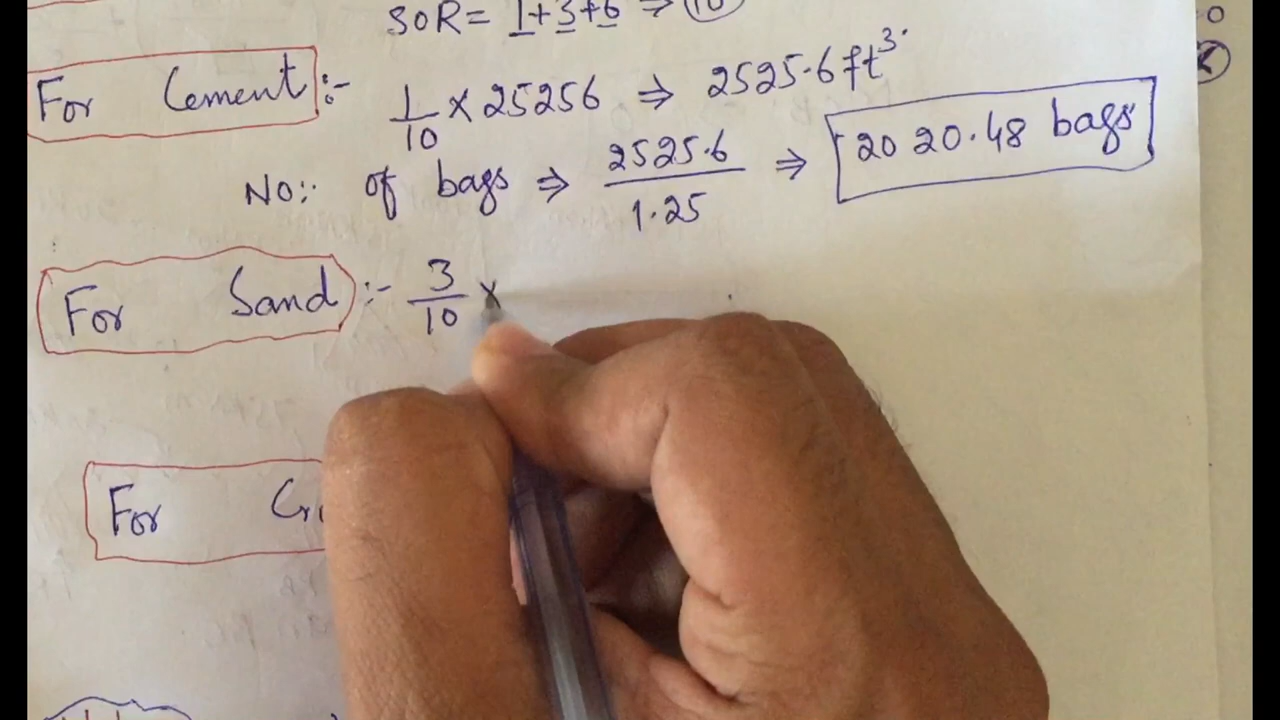 SOR = 1+3+6 ⇒ 10
For Cement :- 1/10 × 25256 ⇒ 2525.6 ft³
No:. of bags ⇒ 2525.6/1.25 ⇒ 2020.48 bags
For Sand :- 3/10 ×
For